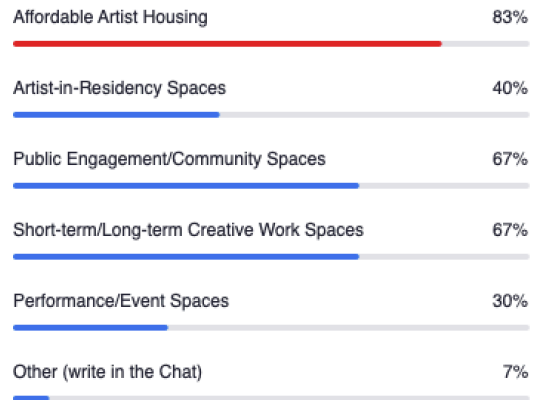 Affordable Artist Housing 83%
Artist-in-Residency Spaces 40%
Public Engagement/Community Spaces 67%
Short-term/Long-term Creative Work Spaces 67%
Performance/Event Spaces 30%
Other (write in the Chat) 7%